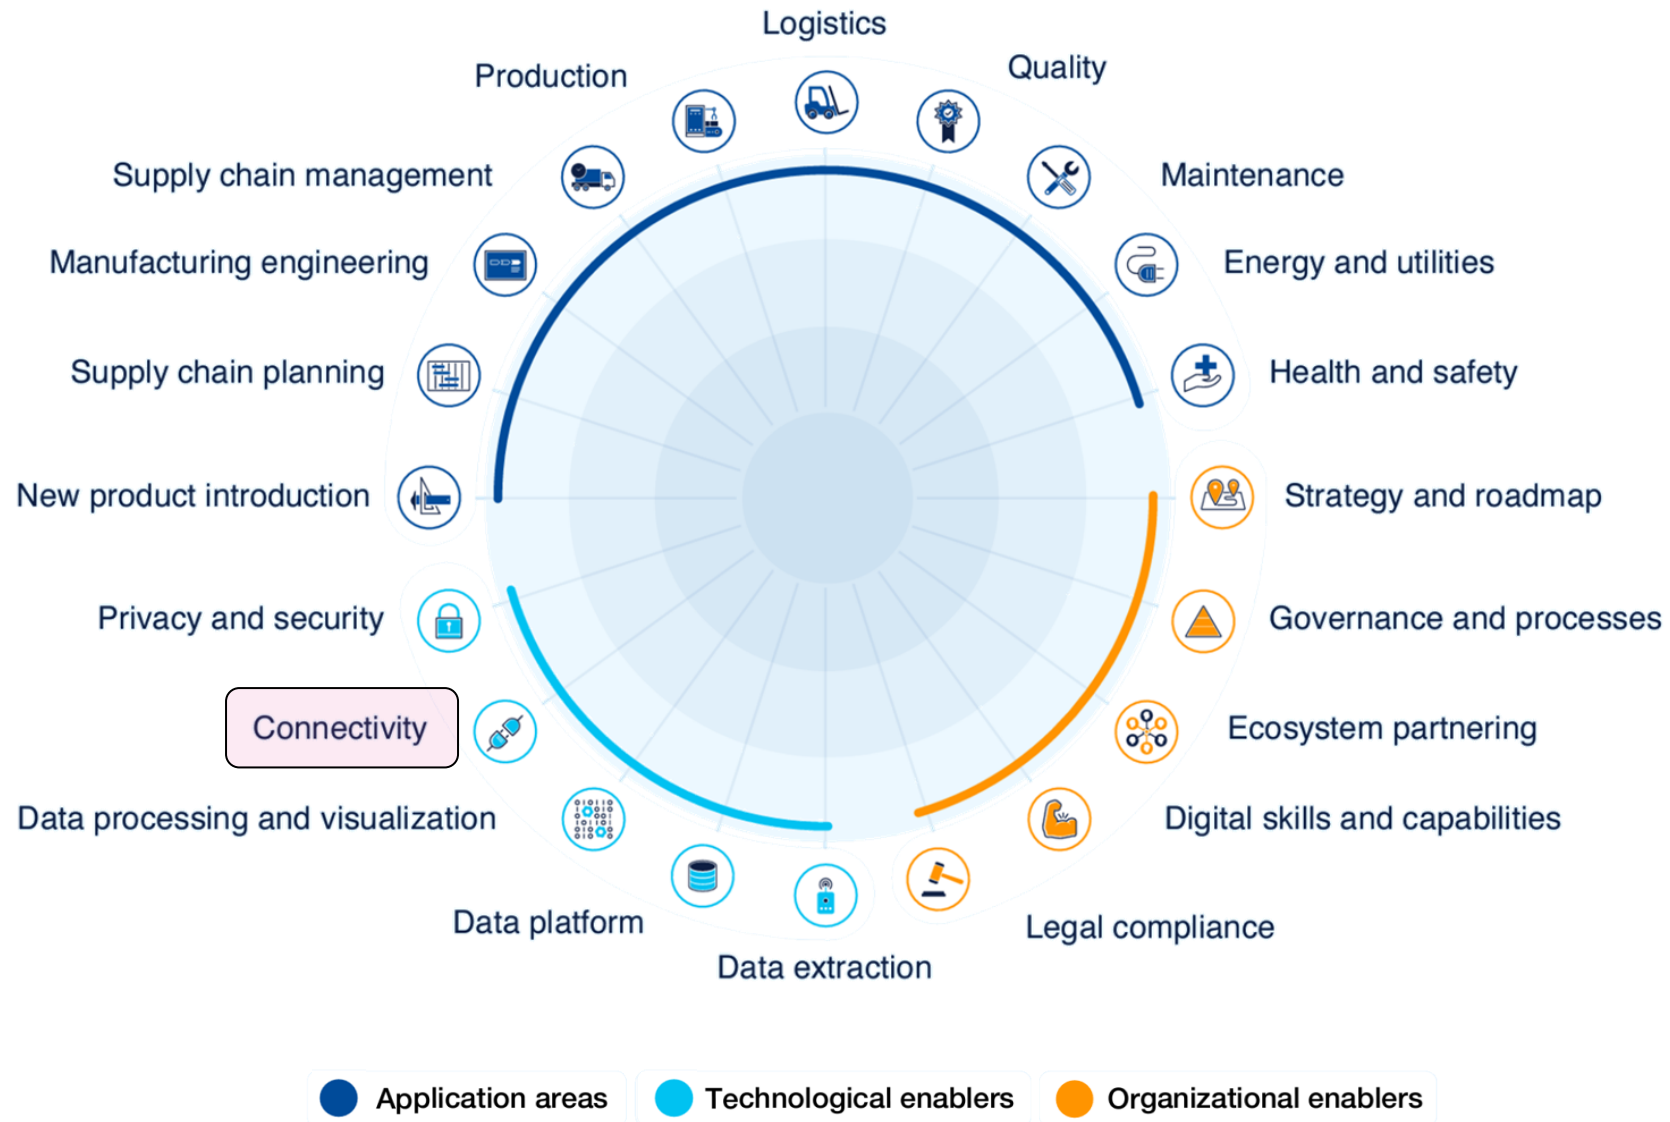 Logistics
Production
Quality
Supply chain management
Maintenance
Manufacturing engineering
Energy and utilities
Supply chain planning
Health and safety
New product introduction
Strategy and roadmap
Privacy and security
Governance and processes
Connectivity
Ecosystem partnering
Data processing and visualization
Digital skills and capabilities
Data platform
Legal compliance
Data extraction
Application areas
Technological enablers
Organizational enablers